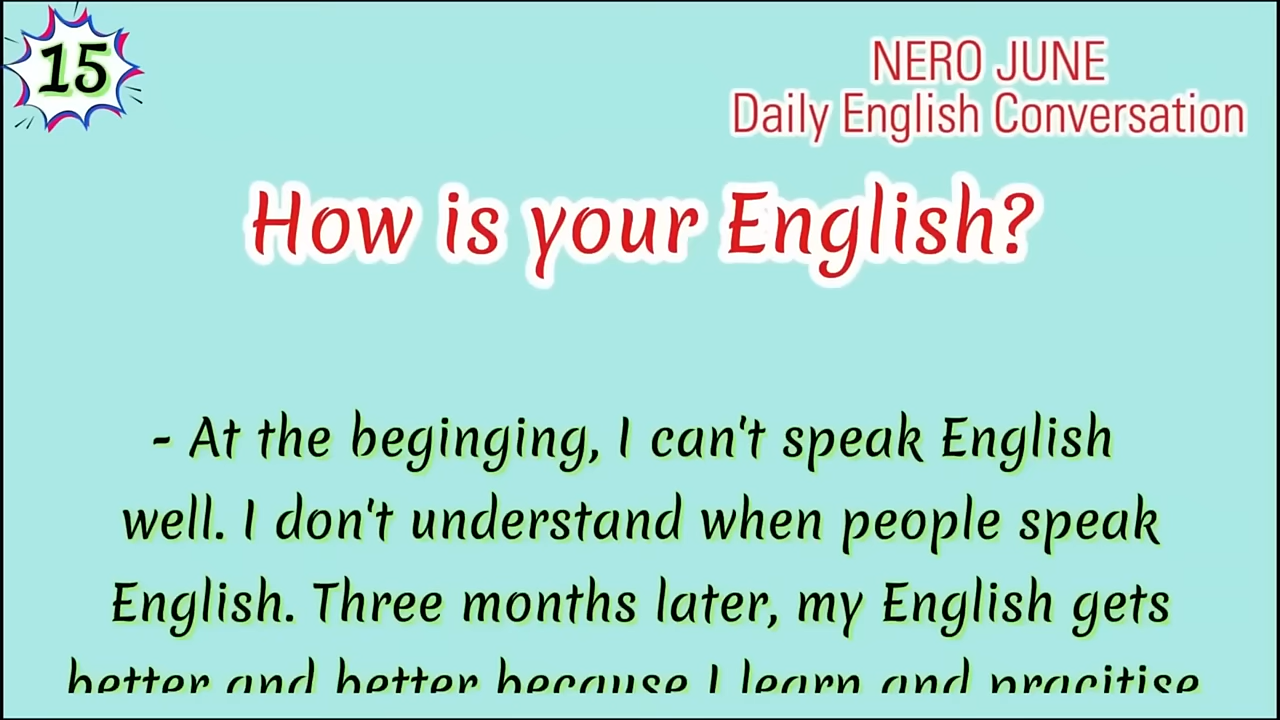 15
NERO JUNE
Daily English Conversation
How is your English?
- At the beginging, I can't speak English
well. I don't understand when people speak
English. Three months later, my English gets
better and better because I learn and pracitise